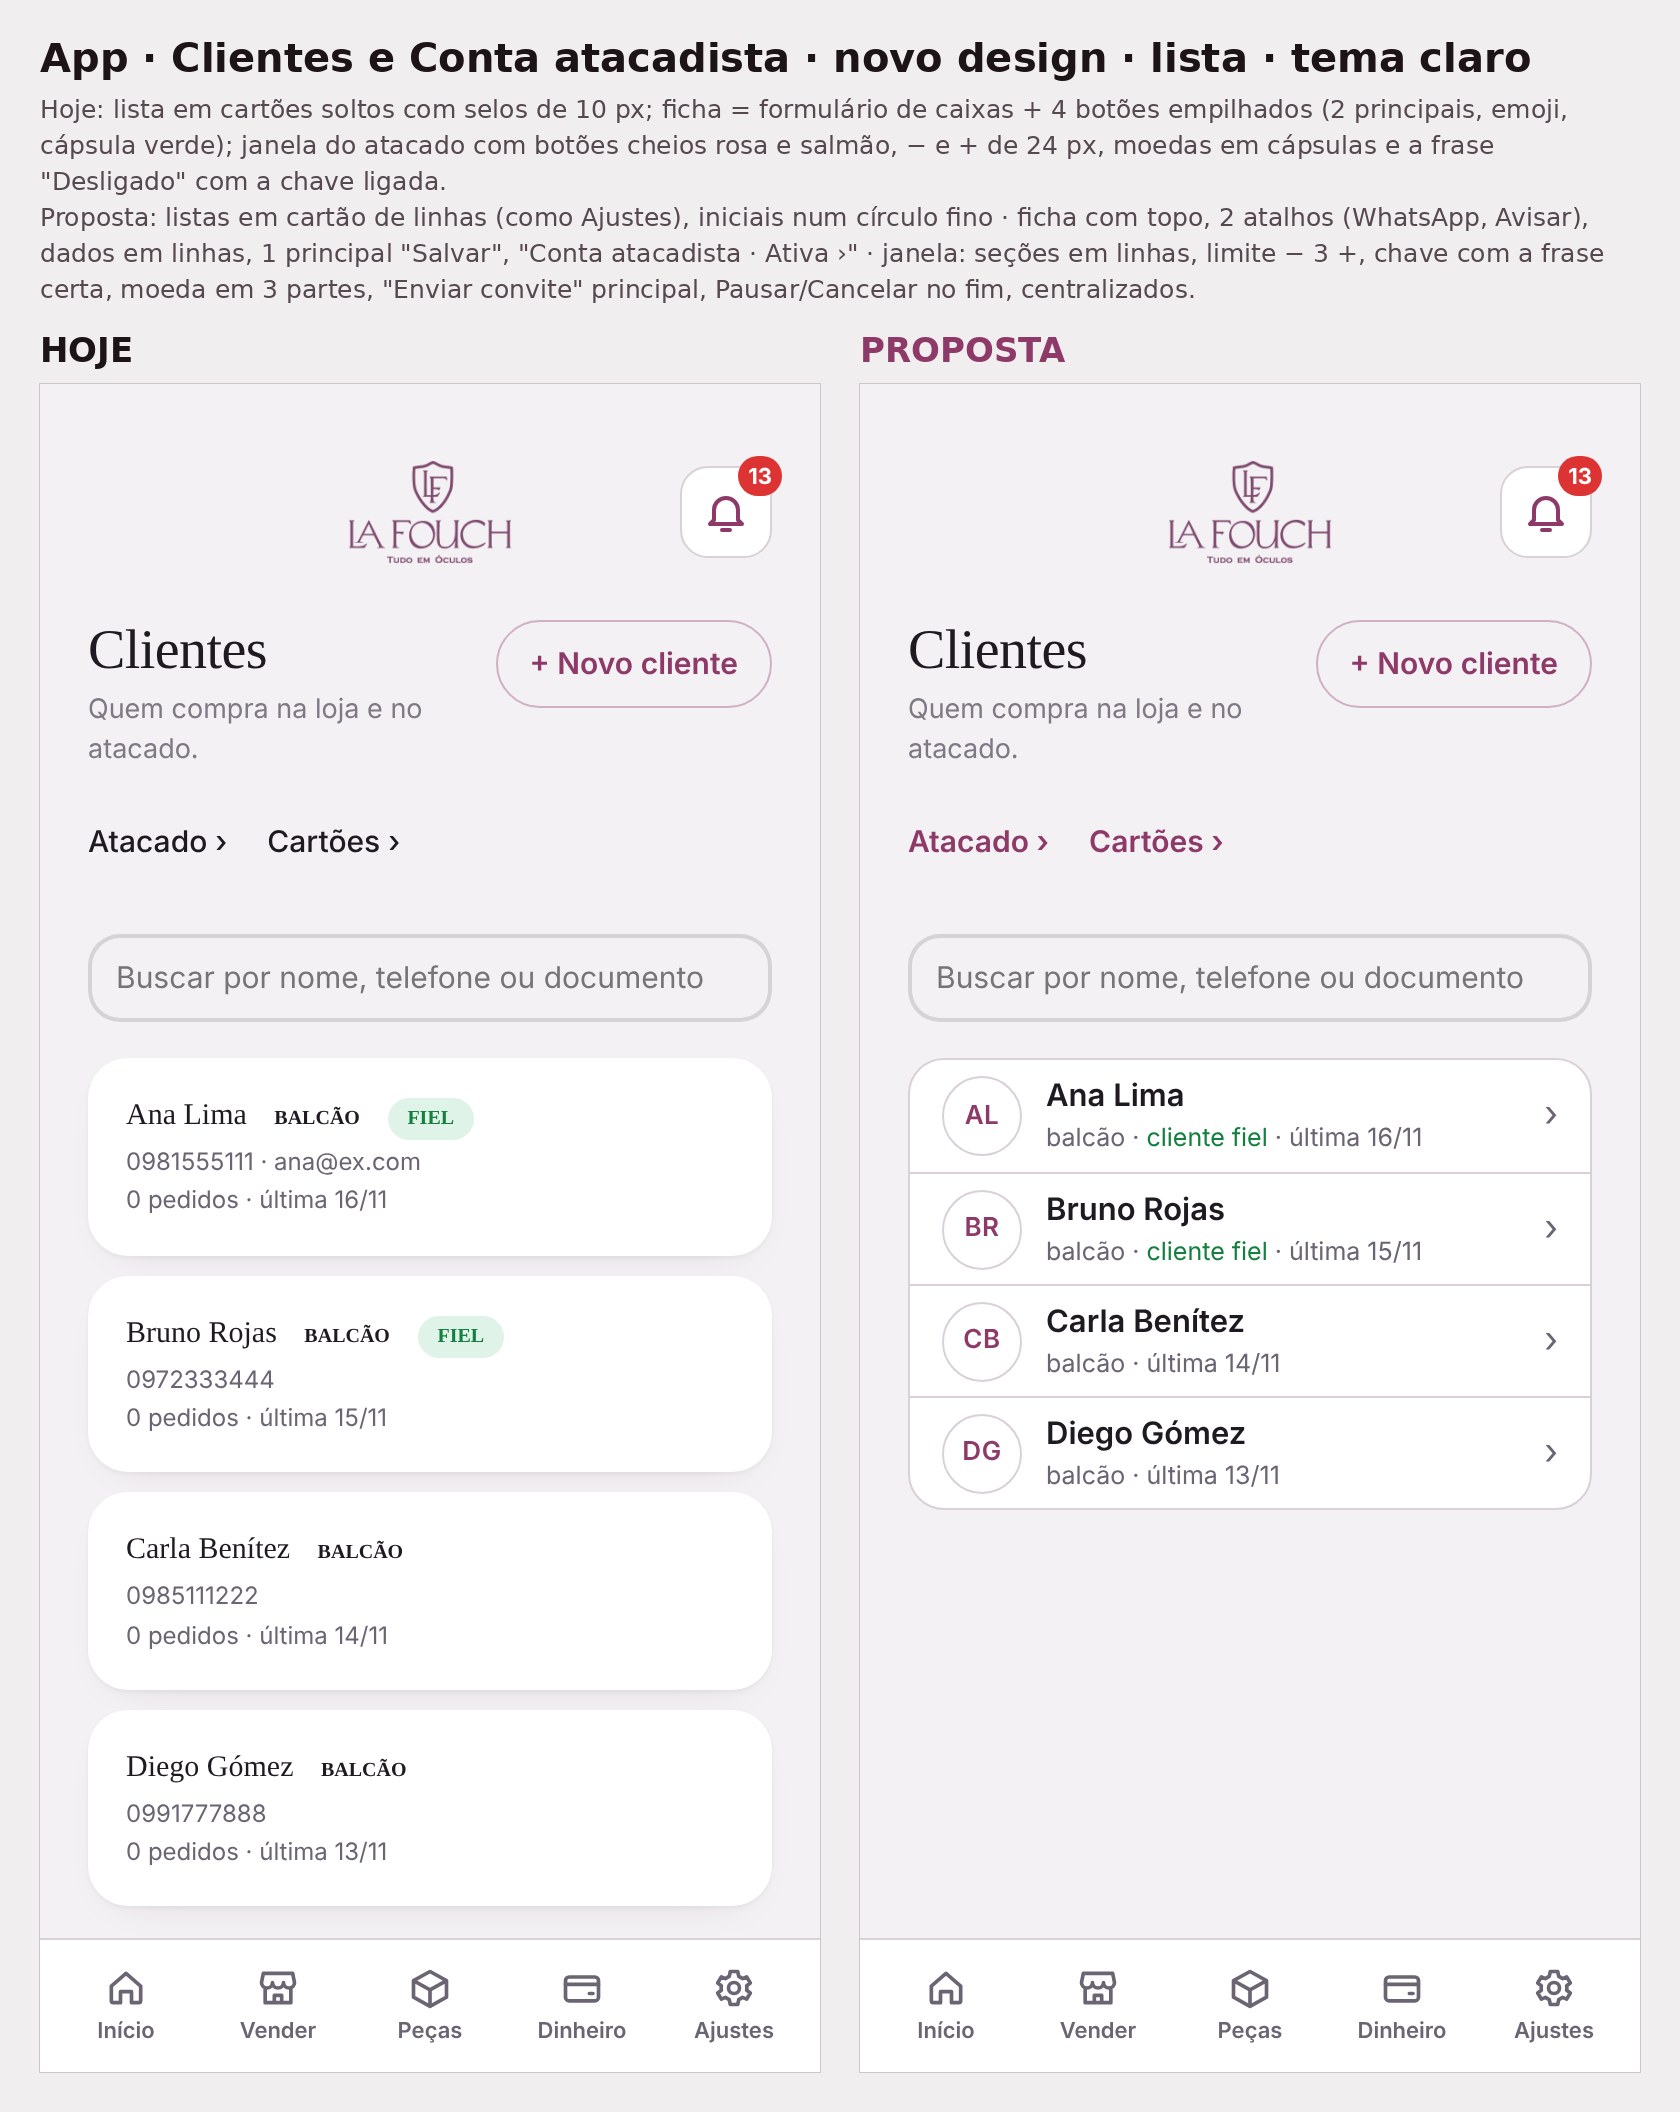 App · Clientes e Conta atacadista · novo design · lista · tema claro
Hoje: lista em cartões soltos com selos de 10 px; ficha = formulário de caixas + 4 botões empilhados (2 principais, emoji,
cápsula verde); janela do atacado com botões cheios rosa e salmão, − e + de 24 px, moedas em cápsulas e a frase
"Desligado" com a chave ligada.
Proposta: listas em cartão de linhas (como Ajustes), iniciais num círculo fino · ficha com topo, 2 atalhos (WhatsApp, Avisar),
dados em linhas, 1 principal "Salvar", "Conta atacadista · Ativa ›" · janela: seções em linhas, limite − 3 +, chave com a frase
certa, moeda em 3 partes, "Enviar convite" principal, Pausar/Cancelar no fim, centralizados.
HOJE
LF
LA FOUCH
TUDO EM ÓCULOS
13
Clientes
+ Novo cliente
Quem compra na loja e no
atacado.
Atacado › Cartões ›
Buscar por nome, telefone ou documento
Ana Lima BALCÃO FIEL
0981555111 · ana@ex.com
0 pedidos · última 16/11
Bruno Rojas BALCÃO FIEL
0972333444
0 pedidos · última 15/11
Carla Benítez BALCÃO
0985111222
0 pedidos · última 14/11
Diego Gómez BALCÃO
0991777888
0 pedidos · última 13/11
Início Vender Peças Dinheiro Ajustes
PROPOSTA
LF
LA FOUCH
TUDO EM ÓCULOS
13
Clientes
+ Novo cliente
Quem compra na loja e no
atacado.
Atacado › Cartões ›
Buscar por nome, telefone ou documento
AL Ana Lima ›
balcão · cliente fiel · última 16/11
BR Bruno Rojas ›
balcão · cliente fiel · última 15/11
CB Carla Benítez ›
balcão · última 14/11
DG Diego Gómez ›
balcão · última 13/11
Início Vender Peças Dinheiro Ajustes